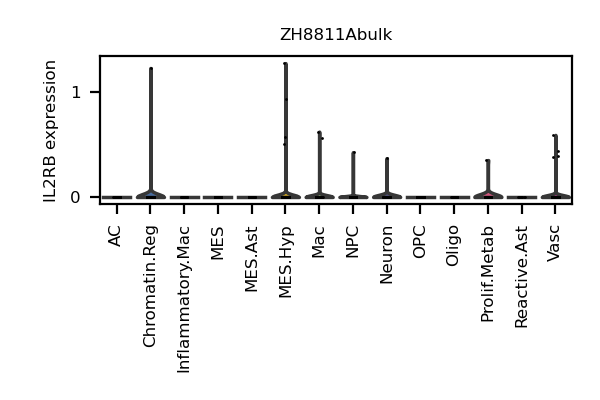 ZH8811Abulk
IL2RB expression
1
0
AC
Chromatin.Reg
Inflammatory.Mac
MES
MES.Ast
MES.Hyp
Mac
NPC
Neuron
OPC
Oligo
Prolif.Metab
Reactive.Ast
Vasc